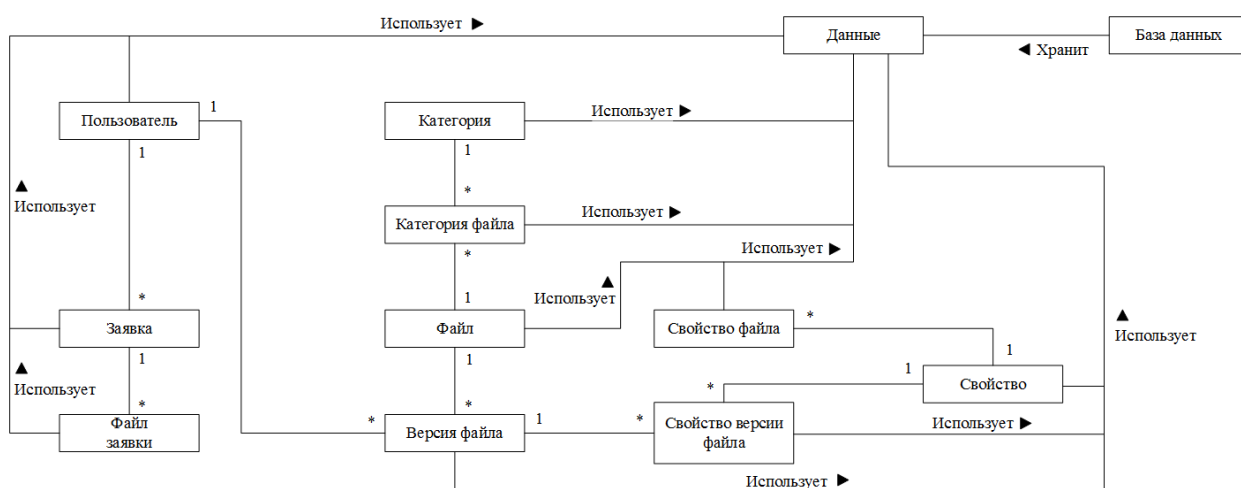 Использует ►
Данные
База данных
◄ Хранит
Пользователь
1
Категория
Использует ►
1
1
▲
Использует
*
Категория файла
Использует ►
*
Использует ►
▲
Использует
*
1
Заявка
Файл
Свойство файла
*
▲
Использует
1
1
1
▲
Использует
1
Свойство
*
*
*
Файл
заявки
*
Версия файла
1
*
Свойство версии
файла
Использует ►
Использует ►